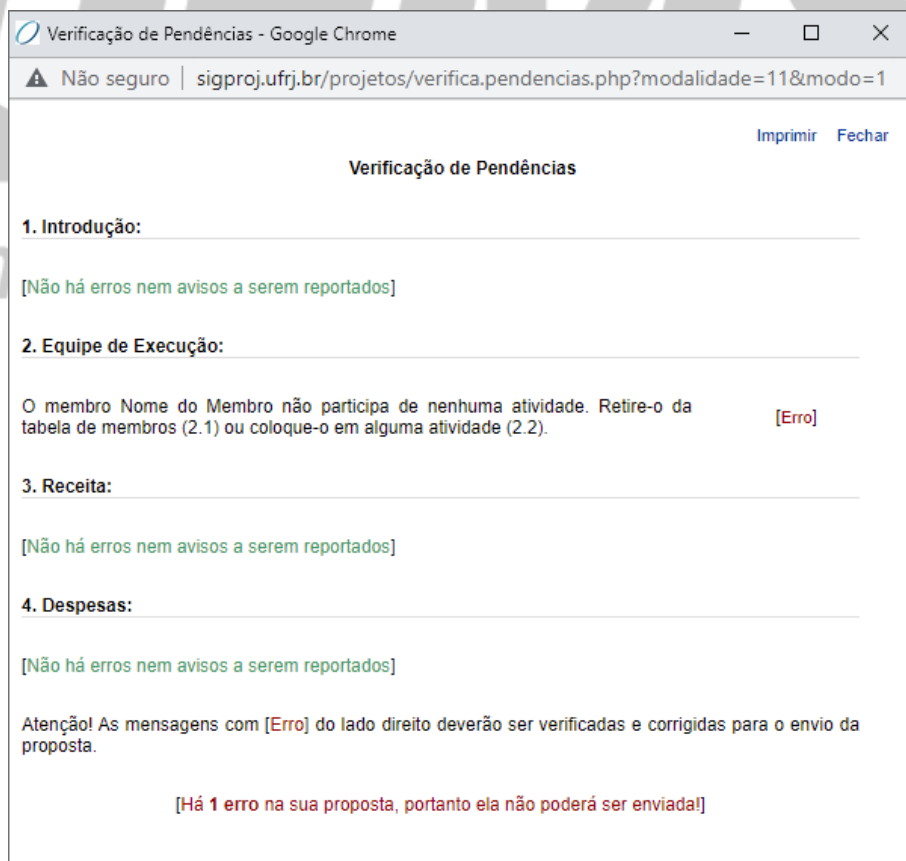 Verificação de Pendências - Google Chrome
Não seguro | sigproj.ufrj.br/projetos/verifica.pendencias.php?modalidade=11&modo=1
Imprimir Fechar
Verificação de Pendências
1. Introdução:
[Não há erros nem avisos a serem reportados]
2. Equipe de Execução:
O membro Nome do Membro não participa de nenhuma atividade. Retire-o da
tabela de membros (2.1) ou coloque-o em alguma atividade (2.2).
[Erro]
3. Receita:
[Não há erros nem avisos a serem reportados]
4. Despesas:
[Não há erros nem avisos a serem reportados]
Atenção! As mensagens com [Erro] do lado direito deverão ser verificadas e corrigidas para o envio da
proposta.
[Há 1 erro na sua proposta, portanto ela não poderá ser enviada!]